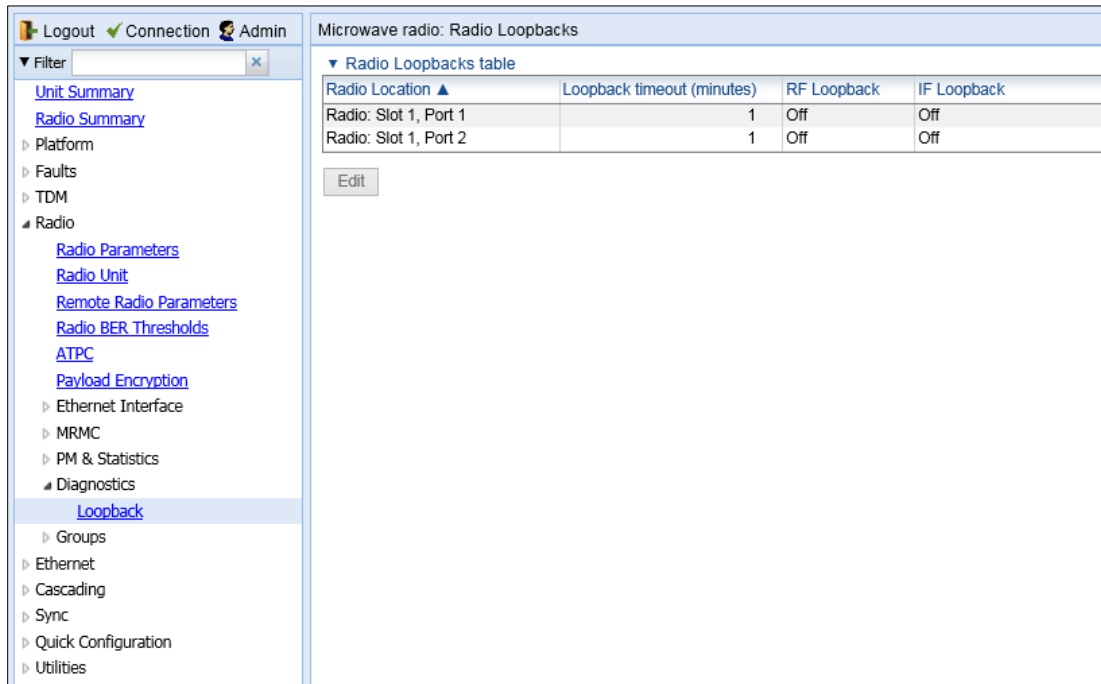 Logout Connection Admin
Filter
Unit Summary
Radio Summary
Platform
Faults
TDM
Radio
Radio Parameters
Radio Unit
Remote Radio Parameters
Radio BER Thresholds
ATPC
Payload Encryption
Ethernet Interface
MRMC
PM & Statistics
Diagnostics
Loopback
Groups
Ethernet
Cascading
Sync
Quick Configuration
Utilities
Microwave radio: Radio Loopbacks
▼ Radio Loopbacks table
Radio Location ▲ Loopback timeout (minutes) RF Loopback IF Loopback
Radio: Slot 1, Port 1 1 Off Off
Radio: Slot 1, Port 2 1 Off Off
Edit